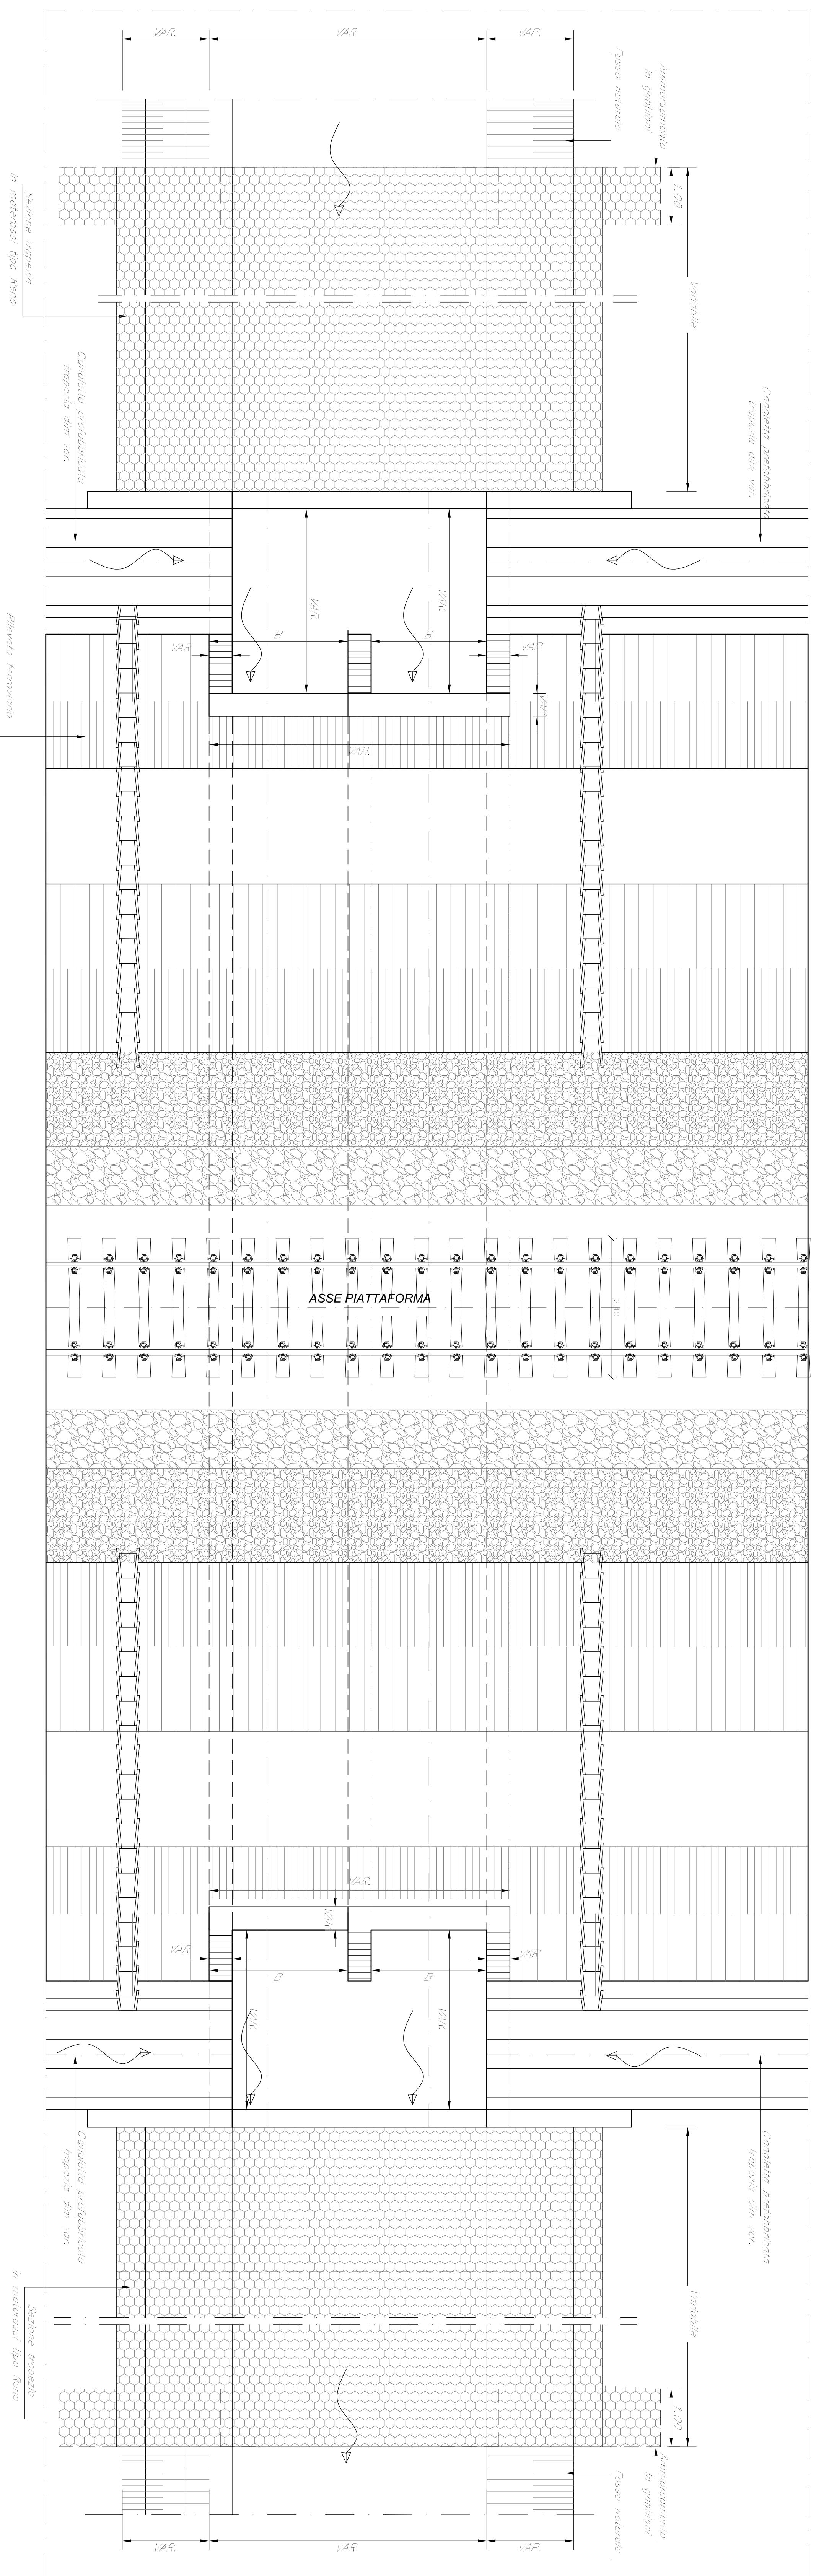 VAR.
VAR.
VAR.
Fosso naturale
Ammorsamento
in gabbioni
1.00
Variabile
Sezione trapezia
in materassi tipo Reno
Canaletta prefabbricata
trapezia dim var.
Canaletta prefabbricata
trapezia dim var.
VAR.
VAR.
B
B
VAR
VAR
VAR
VAR.
Rilevato ferroviario
ASSE PIATTAFORMA
VAR.
VAR
VAR
VAR
B
B
VAR.
VAR.
Canaletta prefabbricata
trapezia dim var.
Canaletta prefabbricata
trapezia dim var.
Variabile
Sezione trapezia
in materassi tipo Reno
1.00
Ammorsamento
in gabbioni
Fosso naturale
VAR.
VAR.
VAR.